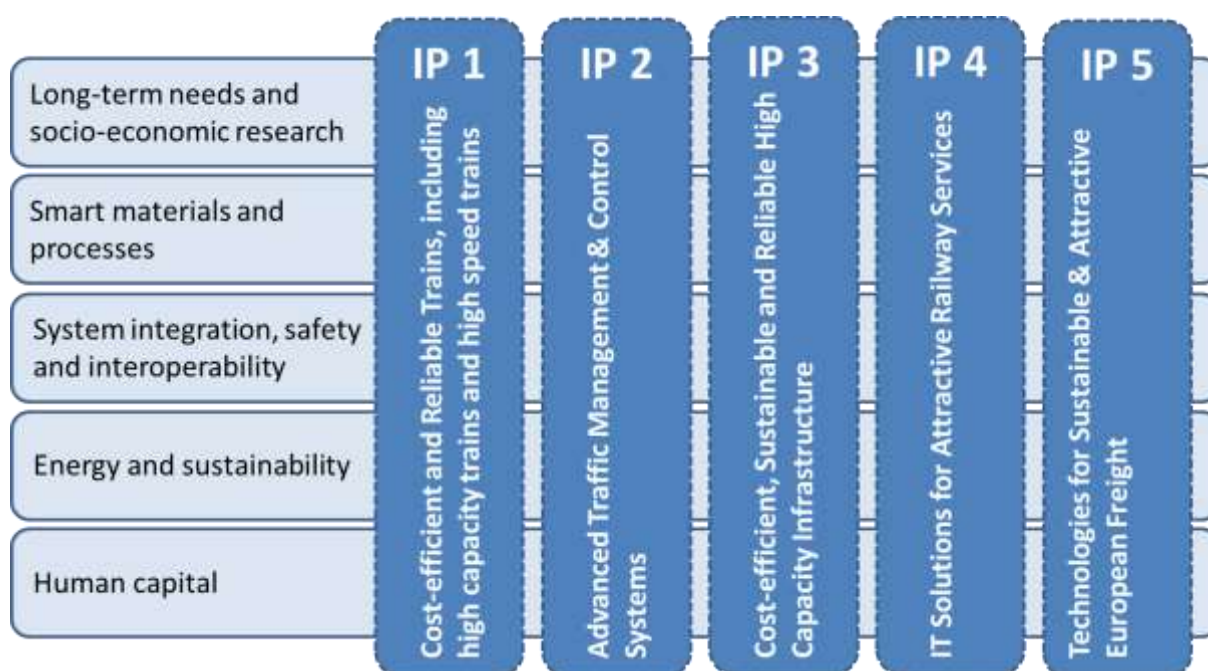 Long-term needs and
socio-economic research
Smart materials and
processes
System integration, safety
and interoperability
Energy and sustainability
Human capital
IP 1
Cost-efficient and Reliable Trains, including
high capacity trains and high speed trains
IP 2
Advanced Traffic Management & Control
Systems
IP 3
Cost-efficient, Sustainable and Reliable High
Capacity Infrastructure
IP 4
IT Solutions for Attractive Railway Services
IP 5
Technologies for Sustainable & Attractive
European Freight